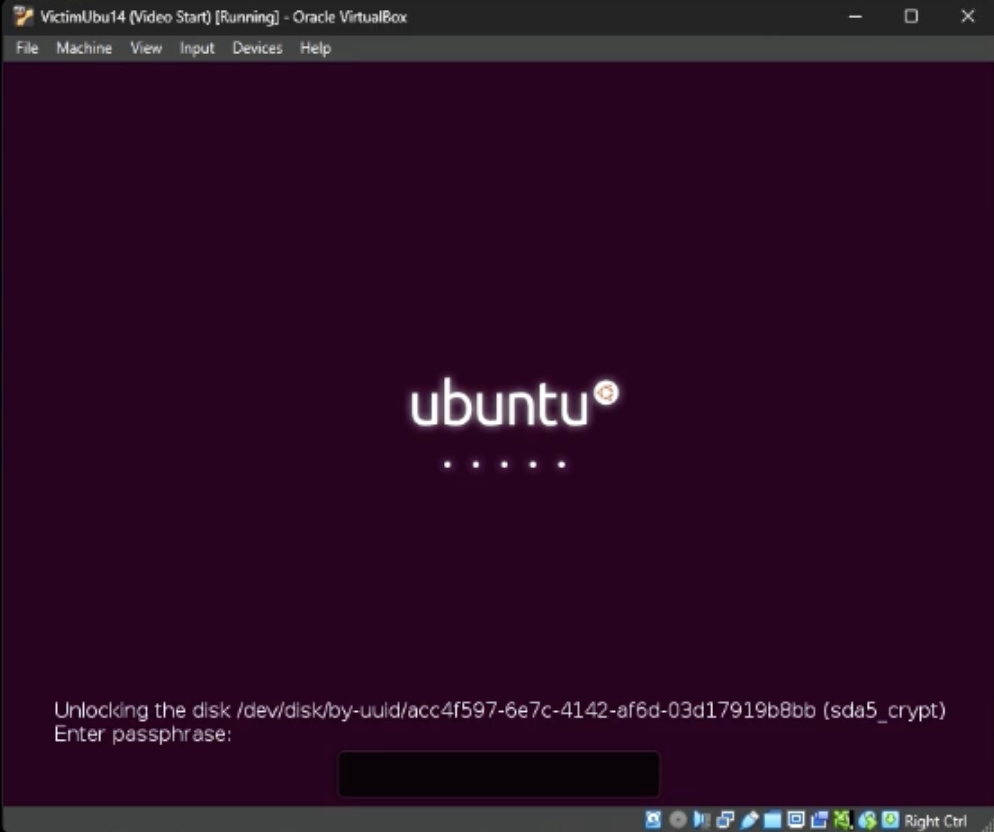 VictimUbu14 (Video Start) [Running] - Oracle VirtualBox
File Machine View Input Devices Help
ubuntu
Unlocking the disk /dev/disk/by-uuid/acc4f597-6e7c-4142-af6d-03d17919b8bb (sda5_crypt)
Enter passphrase:
Right Ctrl